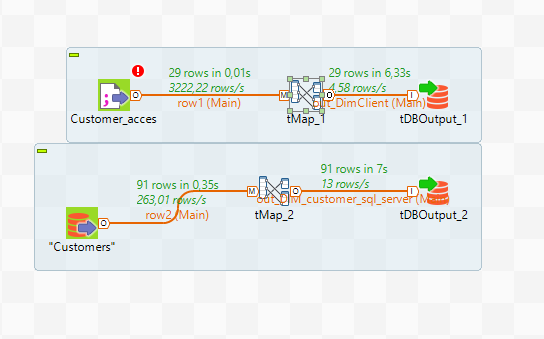 29 rows in 0,01s
3222,22 rows/s
row1 (Main)
29 rows in 6,33s
4,58 rows/s
out_DimClient (Main)
Customer_acces
tMap_1
tDBOutput_1
91 rows in 0,35s
263,01 rows/s
row2 (Main)
91 rows in 7s
13 rows/s
out_DIM_customer_sql_server (Main)
"Customers"
tMap_2
tDBOutput_2
O
M
O
I
O
M
O
I